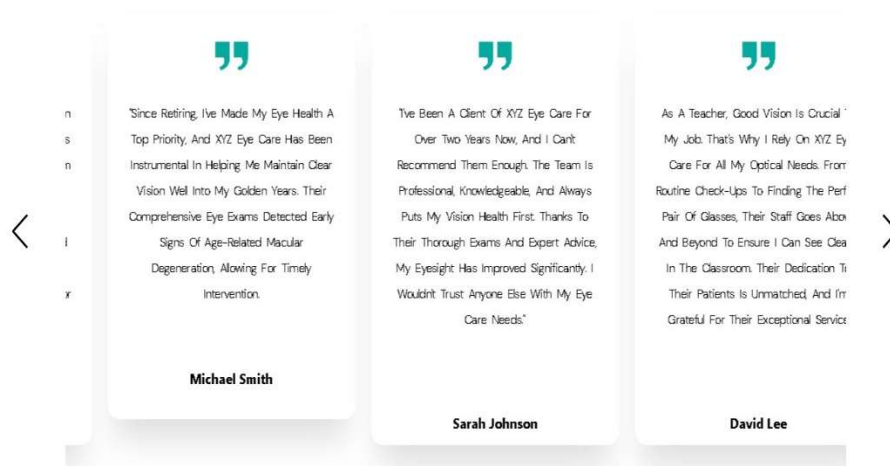 "Since Retiring, I've Made My Eye Health A
Top Priority, And XYZ Eye Care Has Been
Instrumental In Helping Me Maintain Clear
Vision Well Into My Golden Years. Their
Comprehensive Eye Exams Detected Early
Signs Of Age-Related Macular
Degeneration, Allowing For Timely
Intervention.
Michael Smith
"I've Been A Client Of XYZ Eye Care For
Over Two Years Now, And I Can't
Recommend Them Enough. The Team Is
Professional, Knowledgeable, And Always
Puts My Vision Health First. Thanks To
Their Thorough Exams And Expert Advice,
My Eyesight Has Improved Significantly. I
Wouldn't Trust Anyone Else With My Eye
Care Needs."
Sarah Johnson
As A Teacher, Good Vision Is Crucial
My Job. That's Why I Rely On XYZ Ey
Care For All My Optical Needs. From
Routine Check-Ups To Finding The Perf
Pair Of Glasses, Their Staff Goes Abov
And Beyond To Ensure I Can See Clea
In The Classroom. Their Dedication T
Their Patients Is Unmatched, And I'm
Grateful For Their Exceptional Service
David Lee